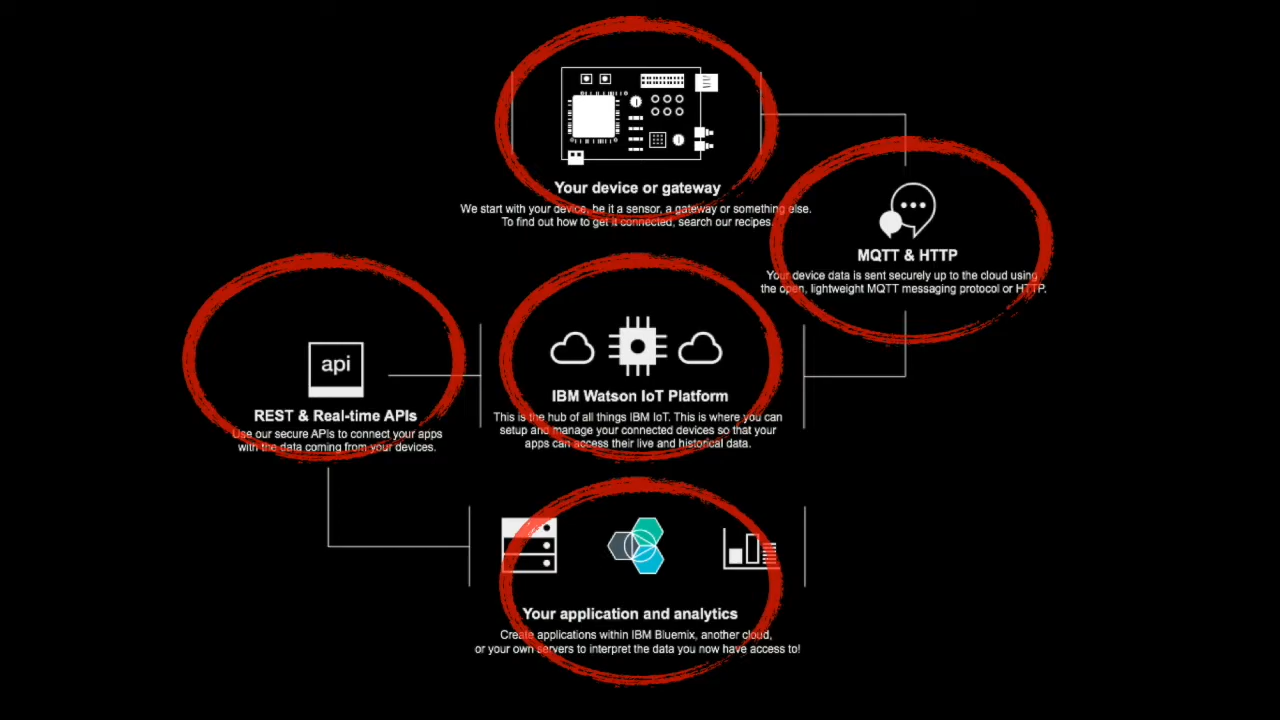 Your device or gateway
We start with your device, be it a sensor, a gateway or something else.
To find out how to get it connected, search our recipes.
MQTT & HTTP
Your device data is sent securely up to the cloud using
the open, lightweight MQTT messaging protocol or HTTP.
api
REST & Real-time APIs
Use our secure APIs to connect your apps
with the data coming from your devices.
IBM Watson IoT Platform
This is the hub of all things IBM IoT. This is where you can
setup and manage your connected devices so that your
apps can access their live and historical data.
Your application and analytics
Create applications within IBM Bluemix, another cloud,
or your own servers to interpret the data you now have access to!